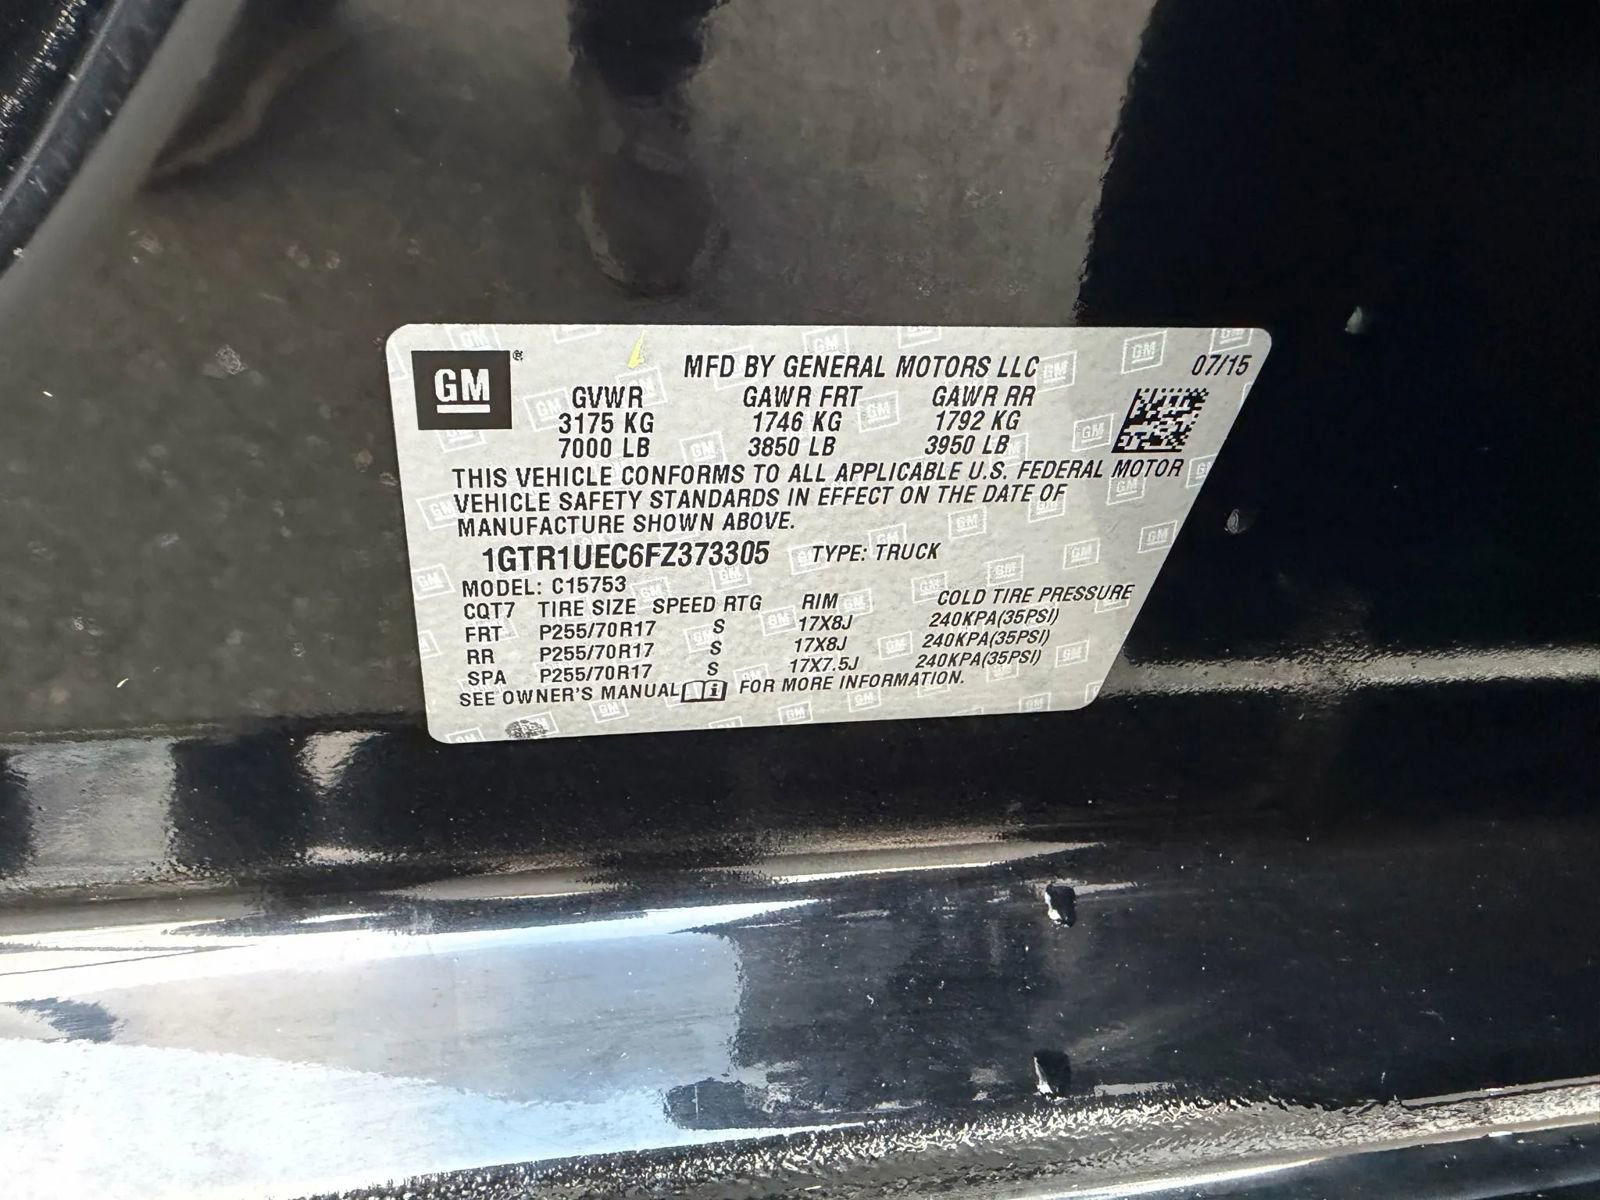 GM®
MFD BY GENERAL MOTORS LLC 07/15
GVWR GAWR FRT GAWR RR
3175 KG 1746 KG 1792 KG
7000 LB 3850 LB 3950 LB
THIS VEHICLE CONFORMS TO ALL APPLICABLE U.S. FEDERAL MOTOR
VEHICLE SAFETY STANDARDS IN EFFECT ON THE DATE OF
MANUFACTURE SHOWN ABOVE.
1GTR1UEC6FZ373305 TYPE: TRUCK
MODEL: C15753
CQT7 TIRE SIZE SPEED RTG RIM COLD TIRE PRESSURE
FRT P255/70R17 S 17X8J 240KPA(35PSI)
RR P255/70R17 S 17X8J 240KPA(35PSI)
SPA P255/70R17 S 17X7.5J 240KPA(35PSI)
SEE OWNER'S MANUAL i FOR MORE INFORMATION.